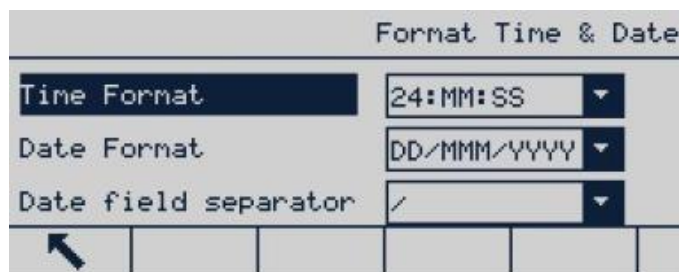 Format Time & Date
Time Format 24:MM:SS
Date Format DD/MMM/YYYY
Date field separator /